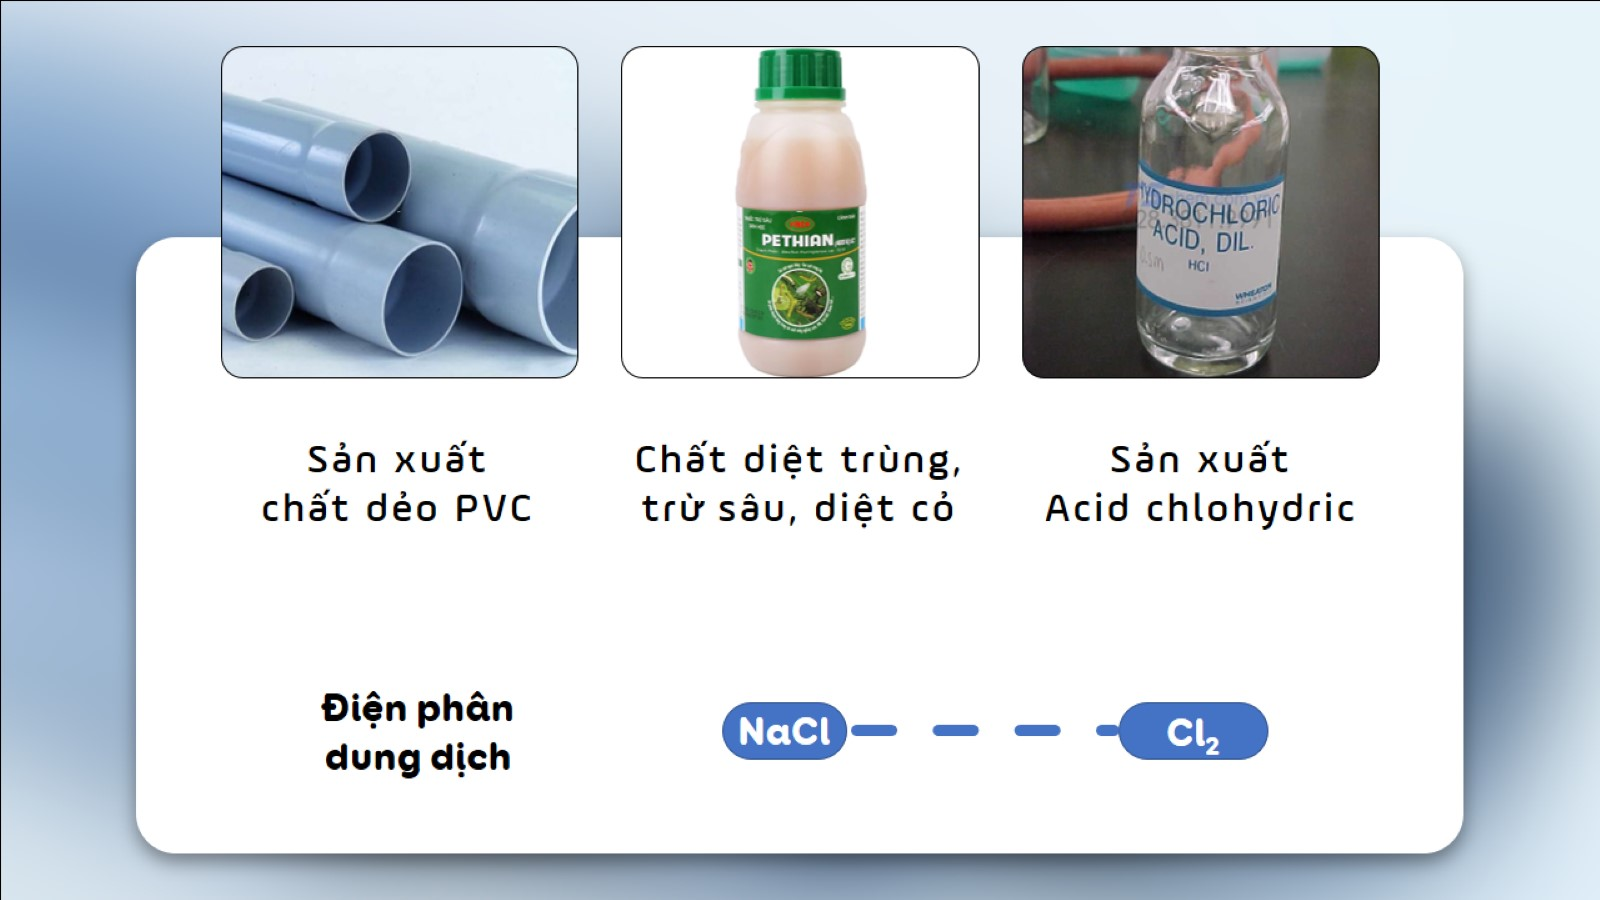 PETHIAN
HYDROCHLORIC
ACID, DIL.
HCl
WHEATON
Sản xuất
chất dẻo PVC
Chất diệt trùng,
trừ sâu, diệt cỏ
Sản xuất
Acid chlohydric
Điện phân
dung dịch
NaCl
Cl₂